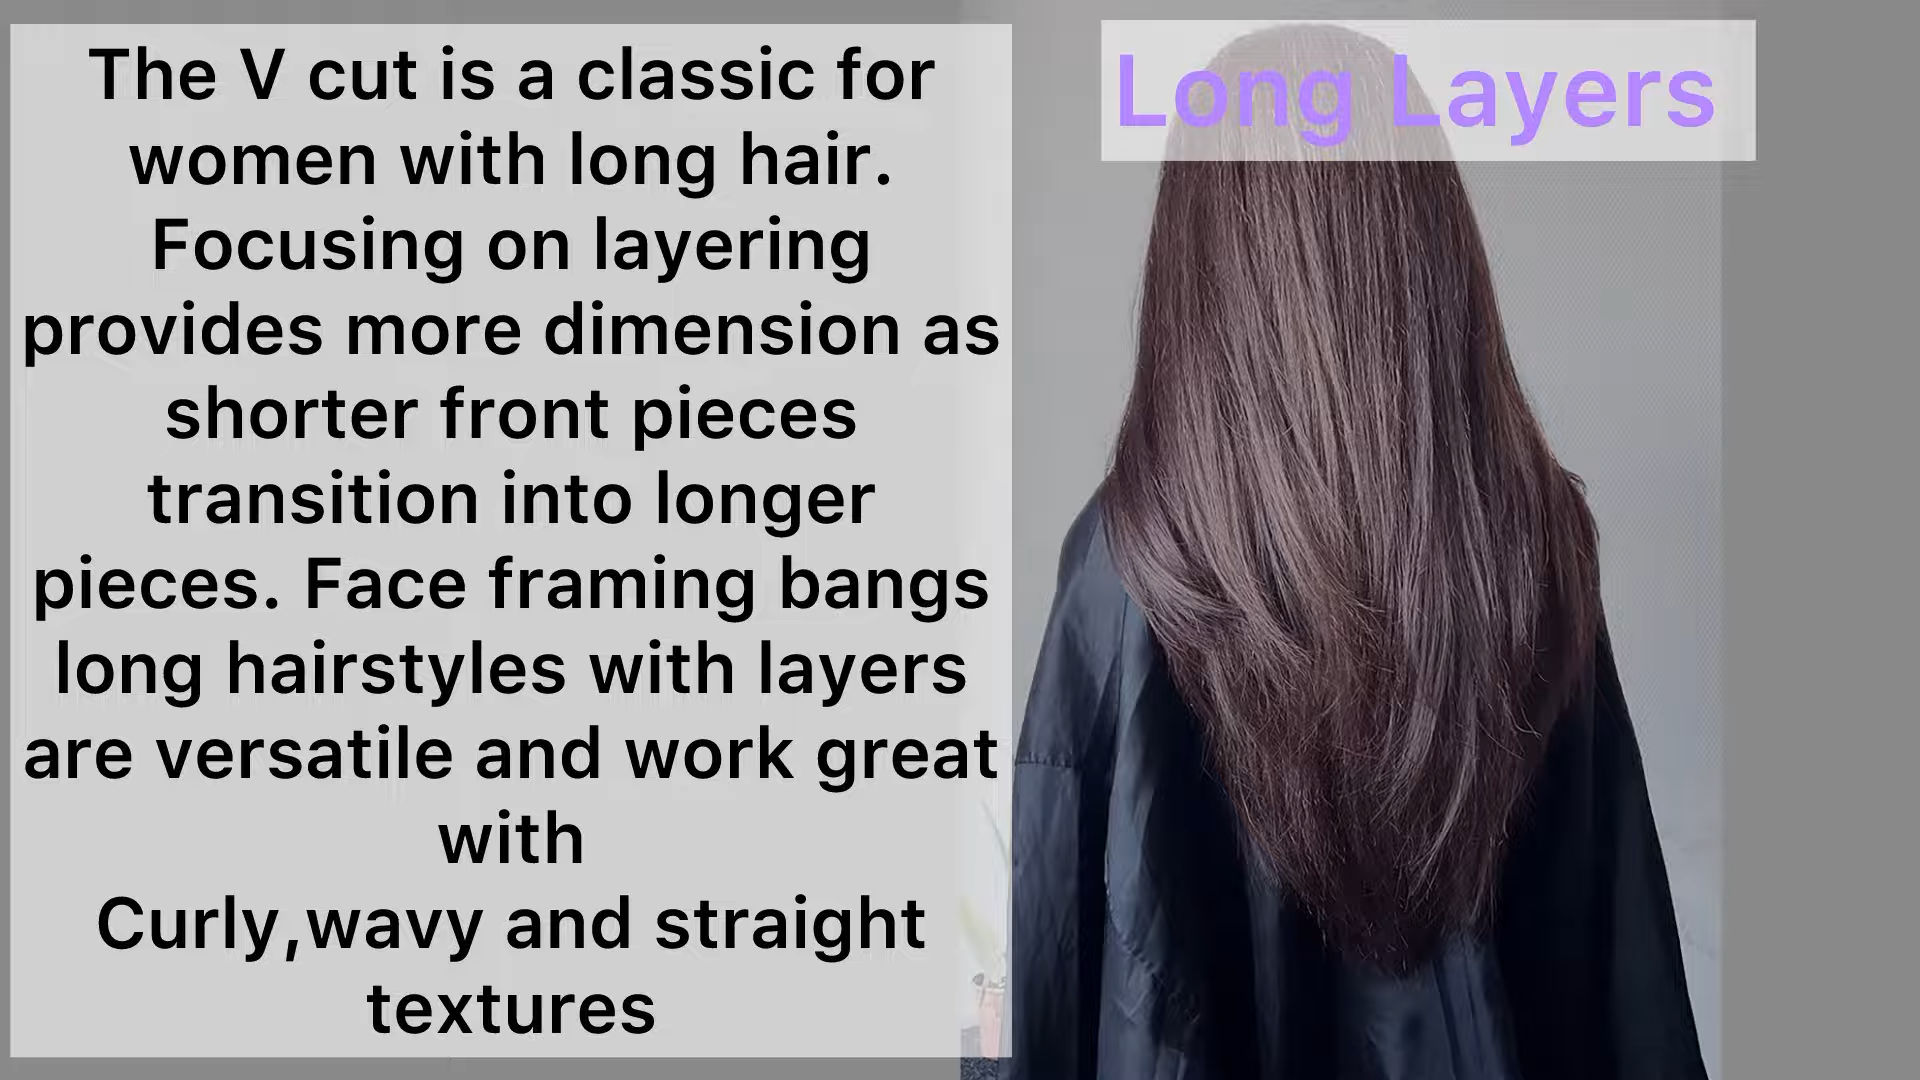 The V cut is a classic for
women with long hair.
Focusing on layering
provides more dimension as
shorter front pieces
transition into longer
pieces. Face framing bangs
long hairstyles with layers
are versatile and work great
with
Curly,wavy and straight
textures
Long Layers